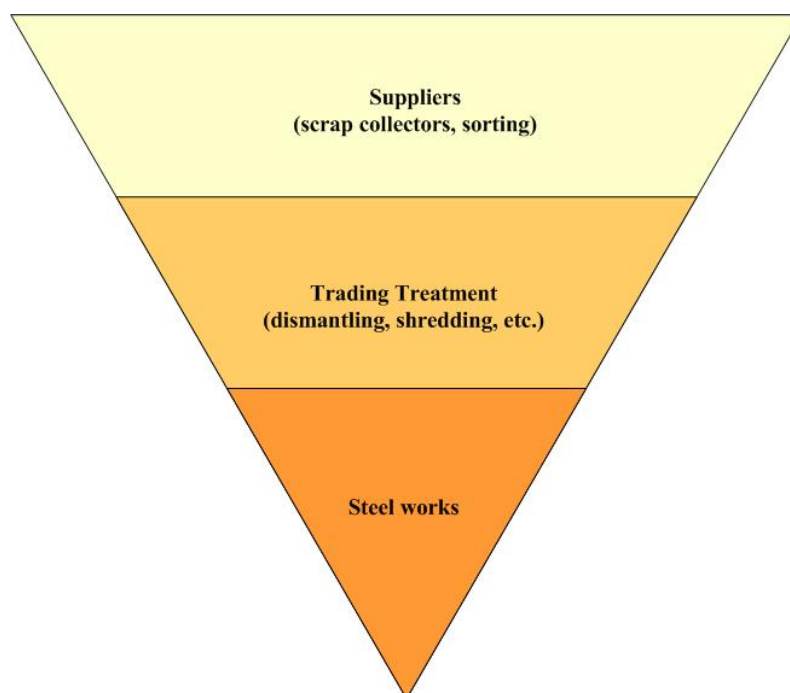 Suppliers
(scrap collectors, sorting)
Trading Treatment
(dismantling, shredding, etc.)
Steel works